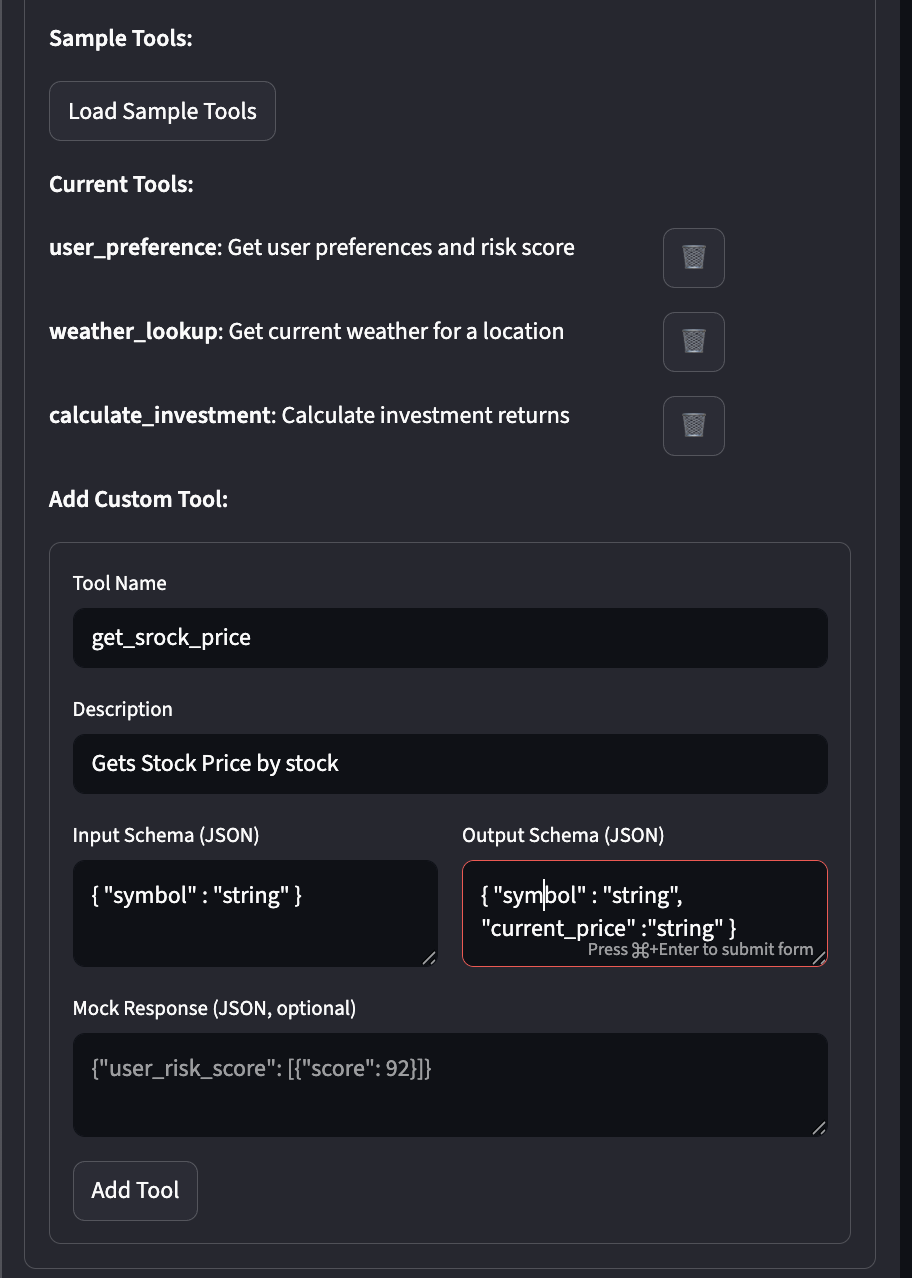 Sample Tools:
Load Sample Tools
Current Tools:
user_preference: Get user preferences and risk score
weather_lookup: Get current weather for a location
calculate_investment: Calculate investment returns
Add Custom Tool:
Tool Name
get_srock_price
Description
Gets Stock Price by stock
Input Schema (JSON)
{ "symbol" : "string" }
Output Schema (JSON)
{ "symbol" : "string",
"current_price" :"string" }
Press ⌘+Enter to submit form
Mock Response (JSON, optional)
{"user_risk_score": [{"score": 92}]}
Add Tool